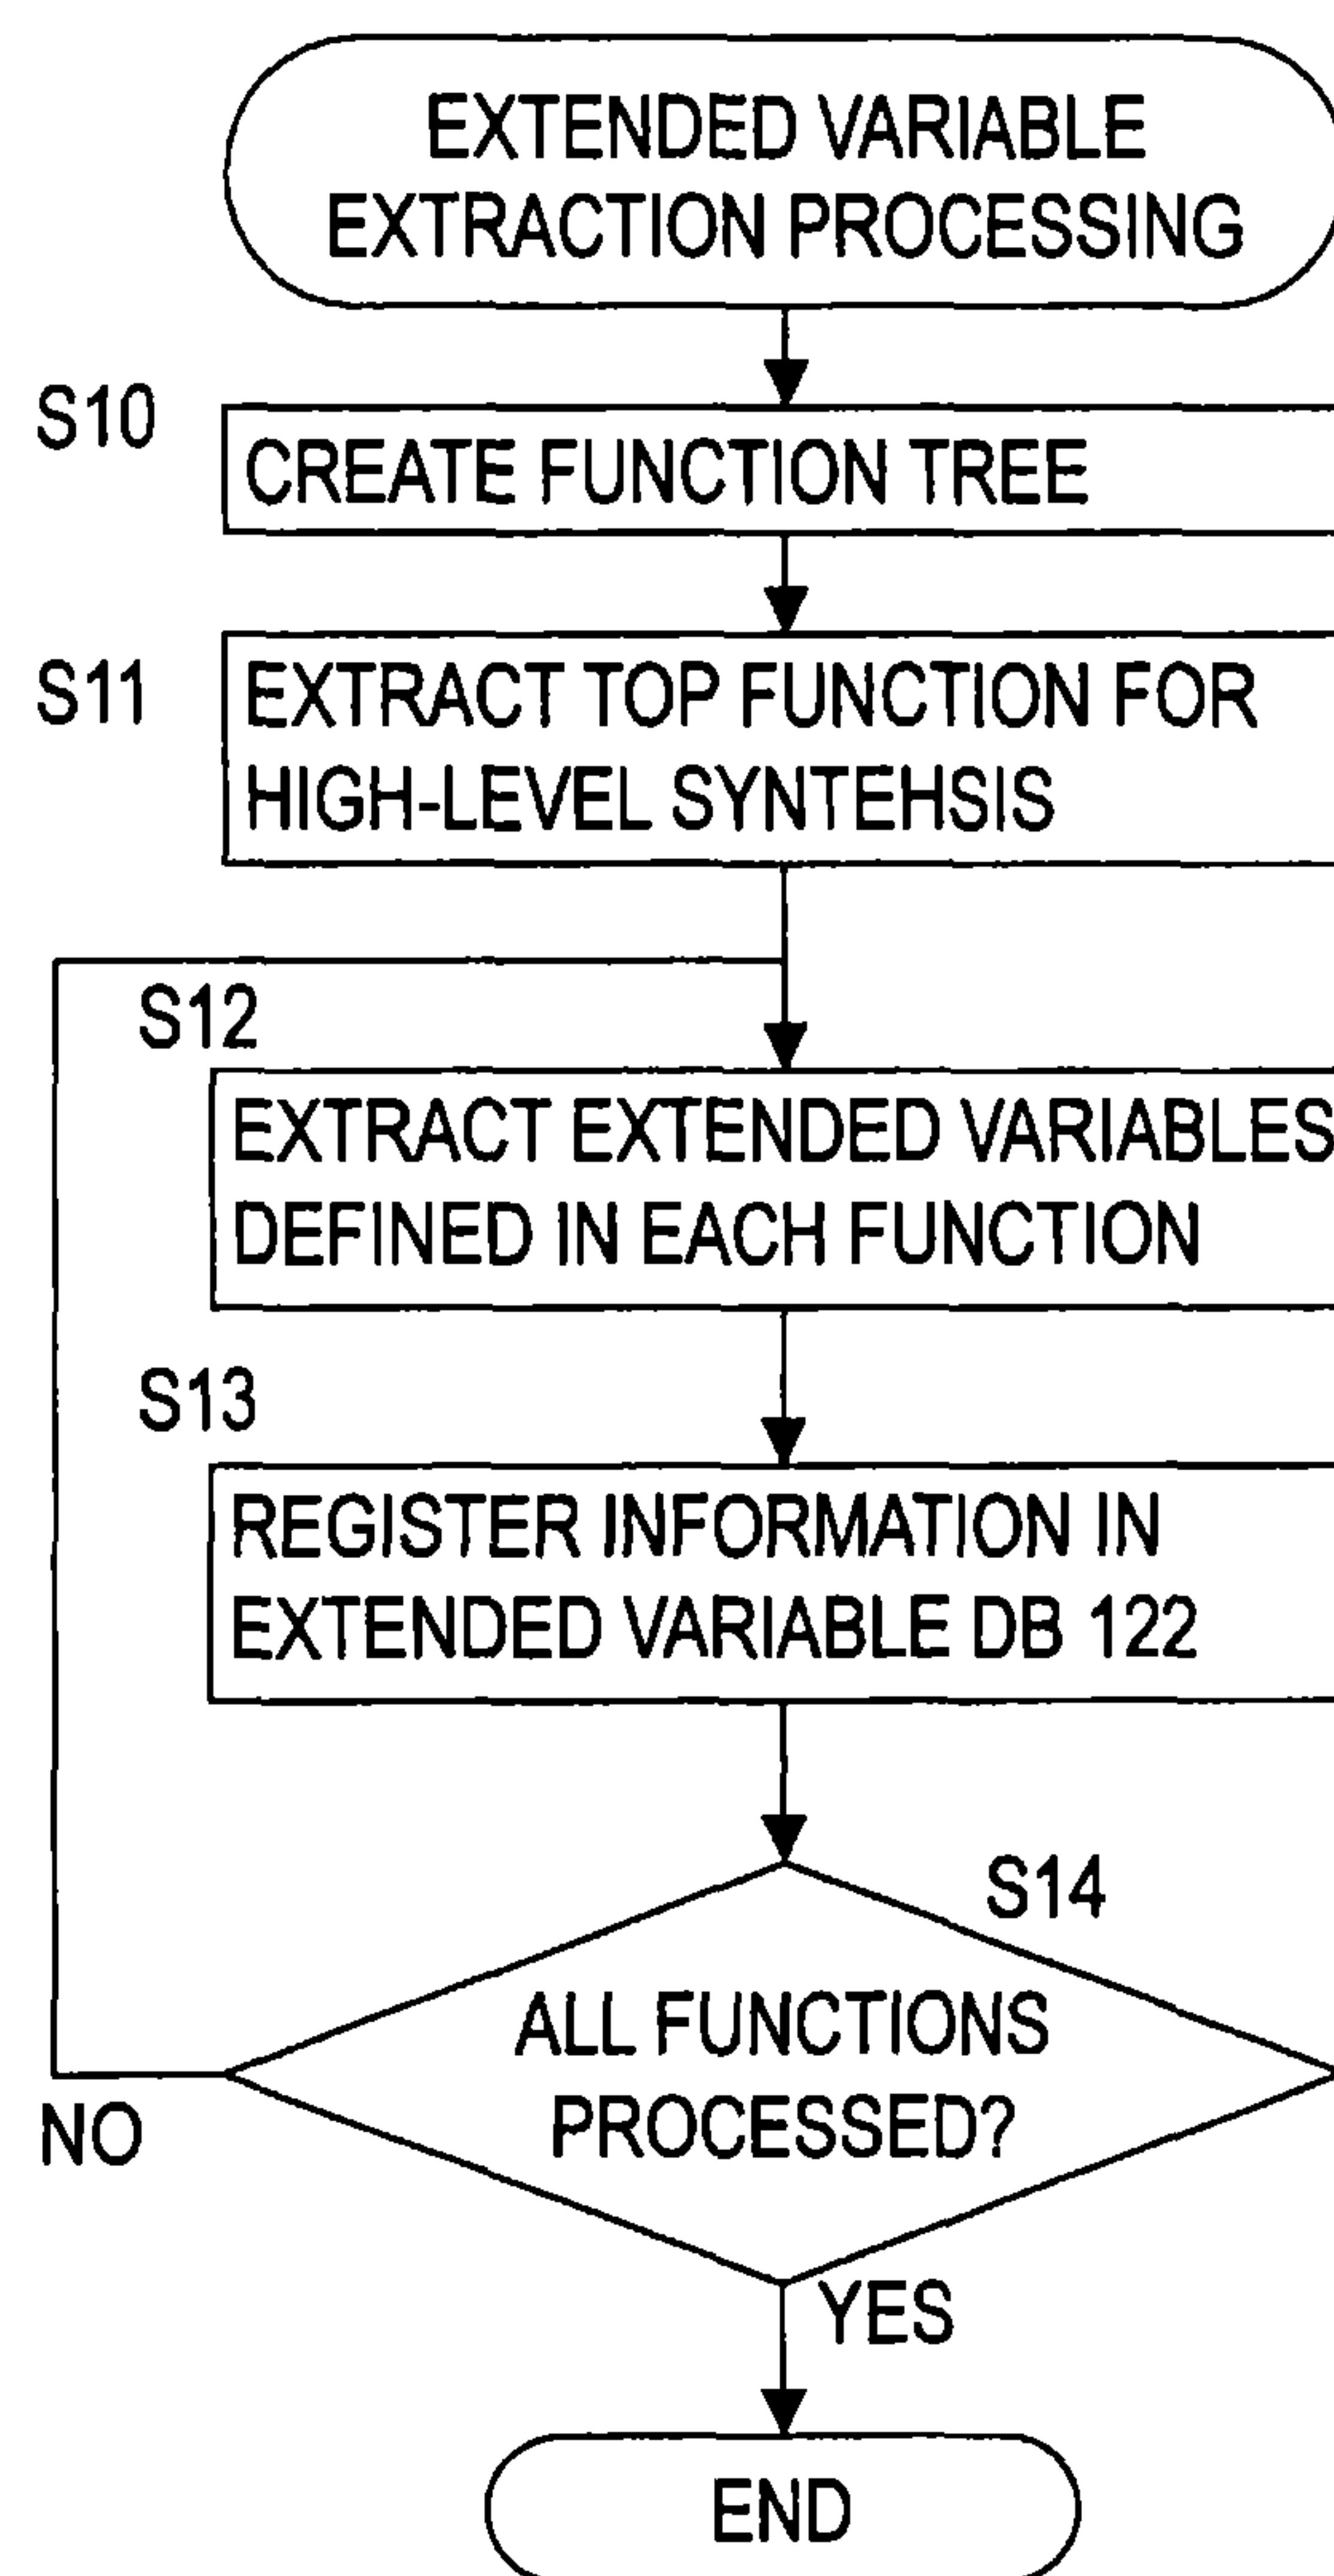 EXTENDED VARIABLE
EXTRACTION PROCESSING
S10
CREATE FUNCTION TREE
S11
EXTRACT TOP FUNCTION FOR
HIGH-LEVEL SYNTEHSIS
S12
EXTRACT EXTENDED VARIABLES
DEFINED IN EACH FUNCTION
S13
REGISTER INFORMATION IN
EXTENDED VARIABLE DB 122
S14
ALL FUNCTIONS
PROCESSED?
NO
YES
END